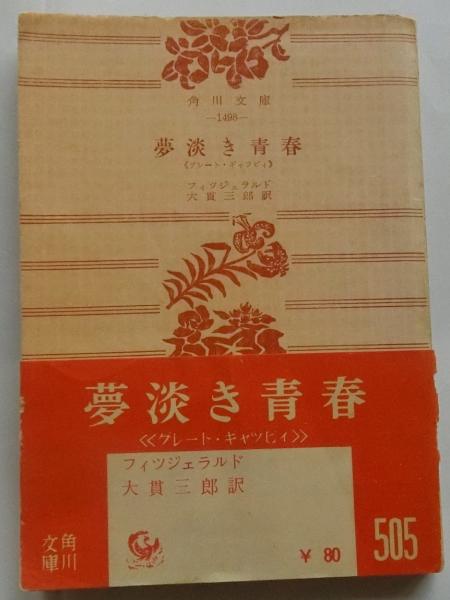 角川文庫
—1498—
夢淡き青春
《グレート・ギャツビィ》
フィツジェラルド
大貫三郎訳
夢淡き青春
≪グレート・ギャツビィ≫
フィツジェラルド
大貫三郎訳
角川文庫
¥ 80
505